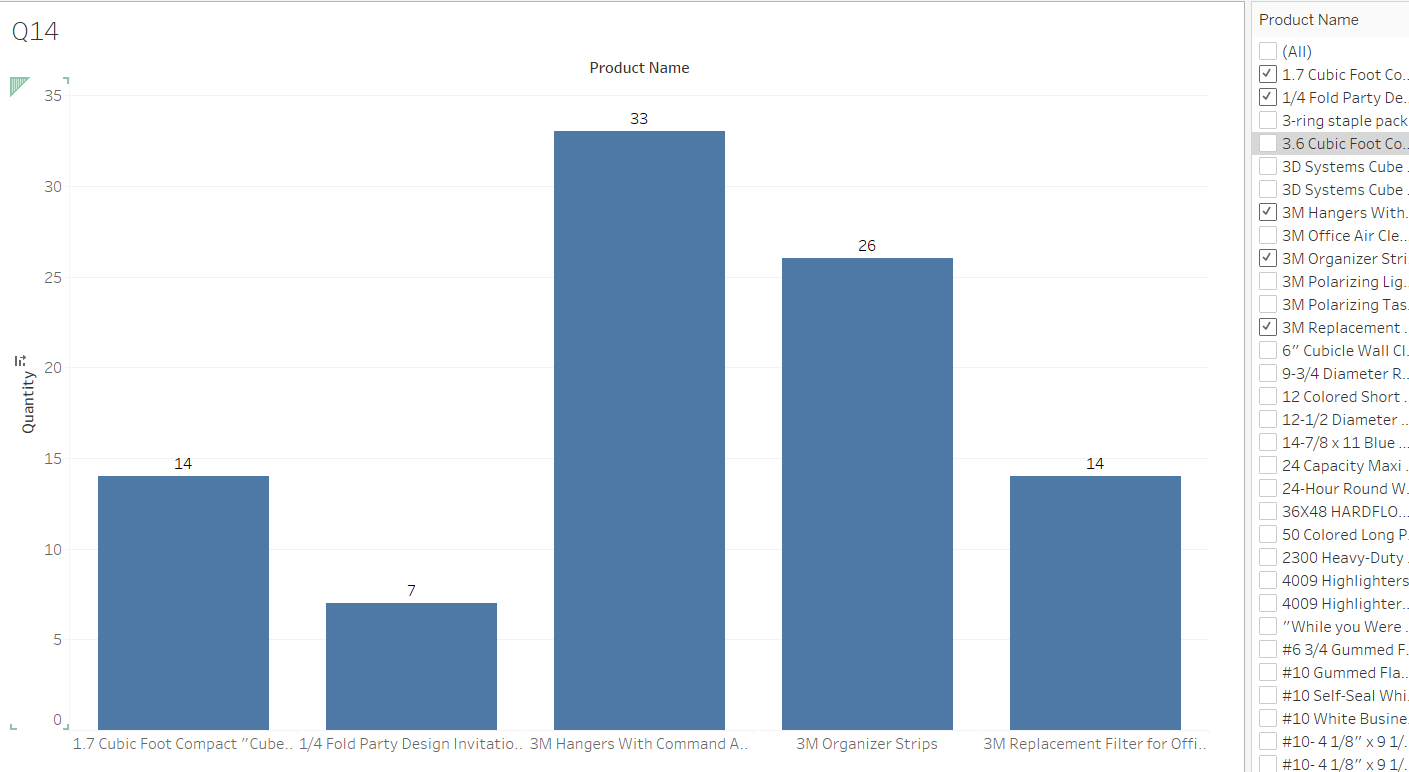 Q14
Product Name
35
30
25
20
15
10
5
0
Quantity
14
7
33
26
14
1.7 Cubic Foot Compact "Cube..
1/4 Fold Party Design Invitatio..
3M Hangers With Command A..
3M Organizer Strips
3M Replacement Filter for Offi..
Product Name
(All)
1.7 Cubic Foot Co..
1/4 Fold Party De..
3-ring staple pack
3.6 Cubic Foot Co..
3D Systems Cube ..
3D Systems Cube ..
3M Hangers With..
3M Office Air Cle..
3M Organizer Stri..
3M Polarizing Lig..
3M Polarizing Tas..
3M Replacement ..
6" Cubicle Wall Cl..
9-3/4 Diameter R..
12 Colored Short ..
12-1/2 Diameter ..
14-7/8 x 11 Blue ...
24 Capacity Maxi ..
24-Hour Round W..
36X48 HARDFLO...
50 Colored Long P..
2300 Heavy-Duty ..
4009 Highlighters
4009 Highlighter...
"While you Were ..
#6 3/4 Gummed F..
#10 Gummed Fla..
#10 Self-Seal Whi..
#10 White Busine..
#10- 4 1/8" x 9 1/..
#10- 4 1/8" x 9 1/..